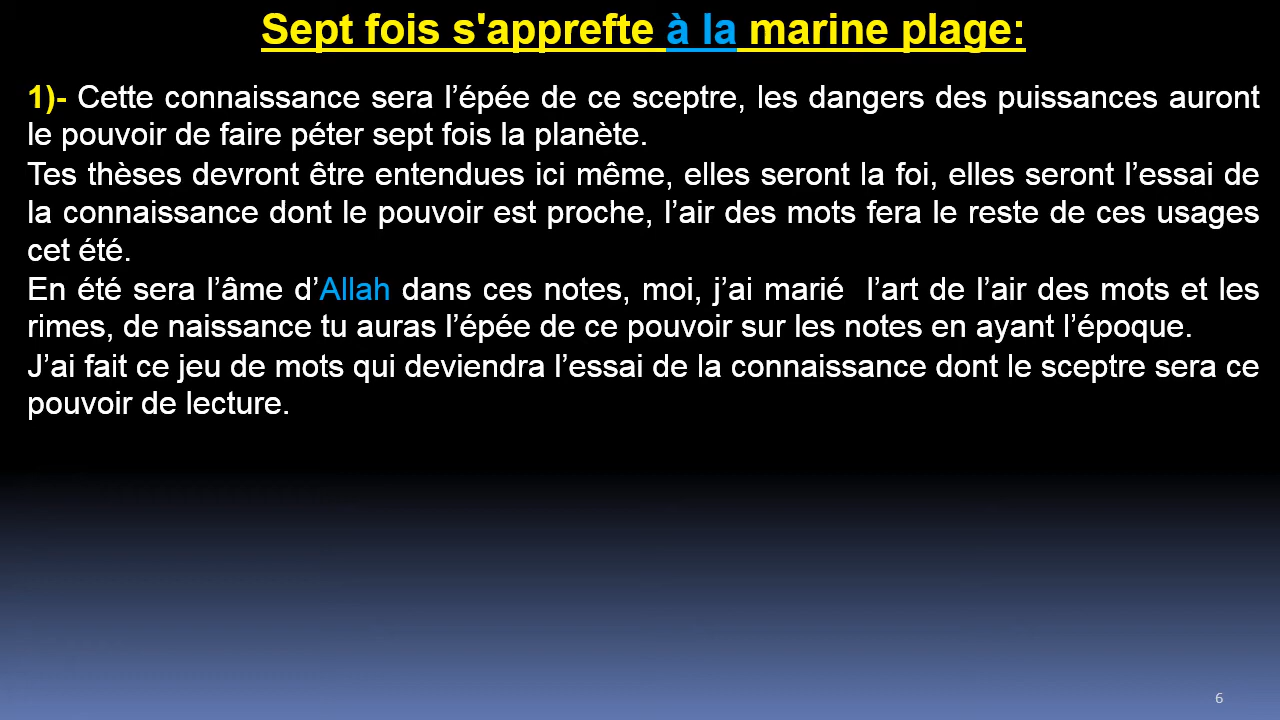 Sept fois s'apprefte à la marine plage:
1)- Cette connaissance sera l’épée de ce sceptre, les dangers des puissances auront
le pouvoir de faire péter sept fois la planète.
Tes thèses devront être entendues ici même, elles seront la foi, elles seront l’essai de
la connaissance dont le pouvoir est proche, l’air des mots fera le reste de ces usages
cet été.
En été sera l’âme d’Allah dans ces notes, moi, j’ai marié  l’art de l’air des mots et les
rimes, de naissance tu auras l’épée de ce pouvoir sur les notes en ayant l’époque.
J’ai fait ce jeu de mots qui deviendra l’essai de la connaissance dont le sceptre sera ce
pouvoir de lecture.
6